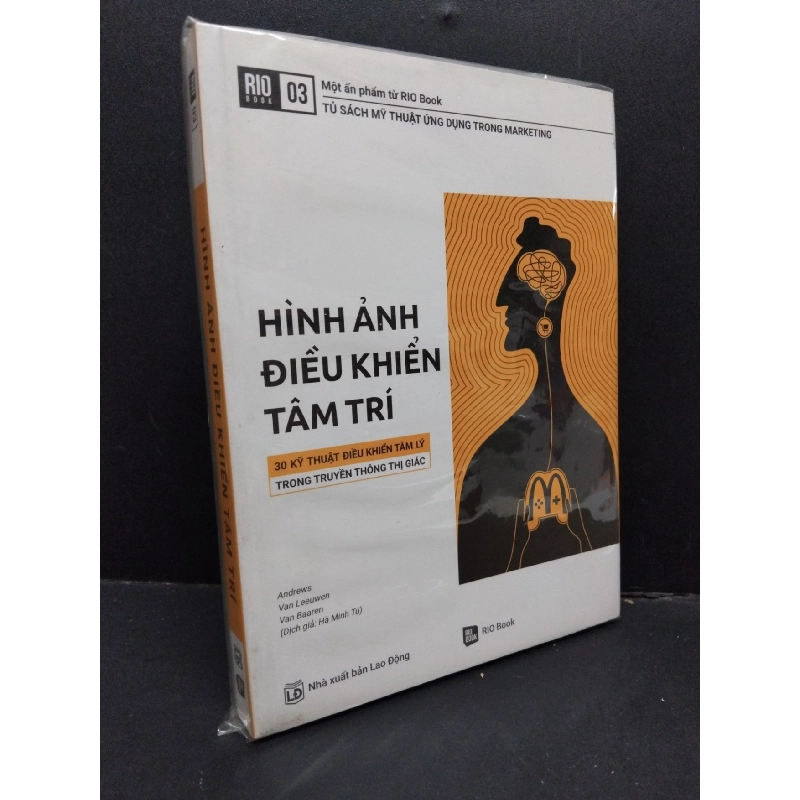 RIO
BOOK
03
Một ấn phẩm từ RIO Book
TỦ SÁCH MỸ THUẬT ỨNG DỤNG TRONG MARKETING
HÌNH ẢNH
ĐIỀU KHIỂN
TÂM TRÍ
30 KỸ THUẬT ĐIỀU KHIỂN TÂM LÝ
TRONG TRUYỀN THÔNG THỊ GIÁC
Andrews
Van Leeuwen
Van Baaren
(Dịch giả: Hà Minh Tú)
LĐ
Nhà xuất bản Lao Động
RIO
BOOK
RIO Book
HÌNH ẢNH ĐIỀU KHIỂN TÂM TRÍ